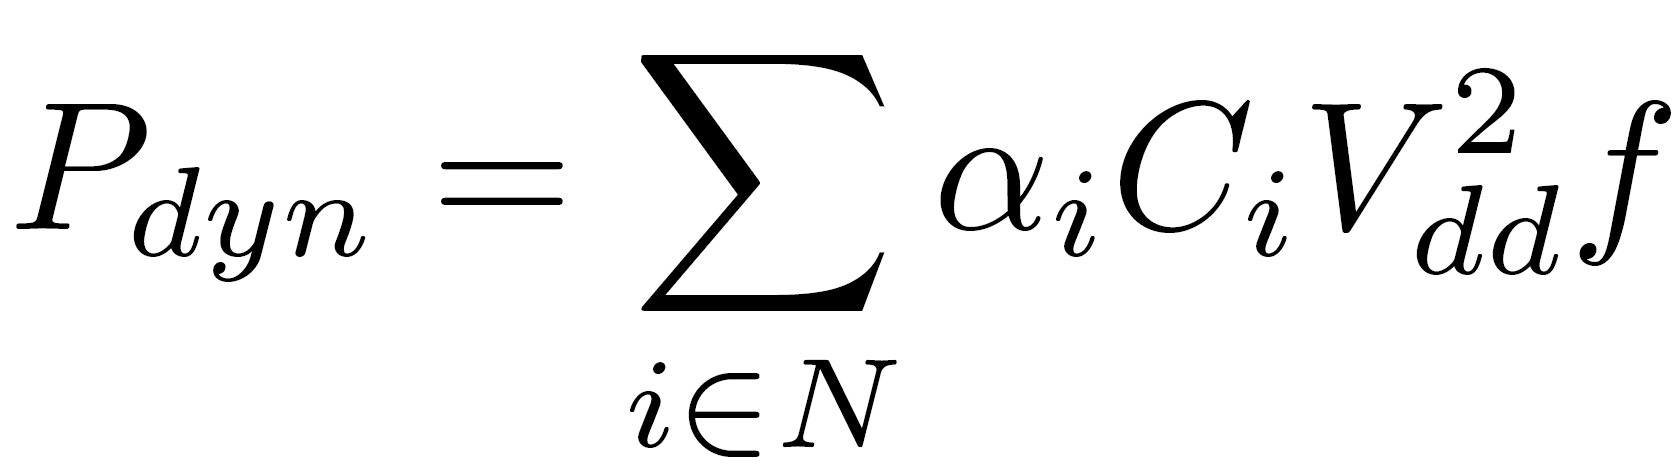 P_{dyn} = \sum_{i \in N} \alpha_i C_i V_{dd}^2 f